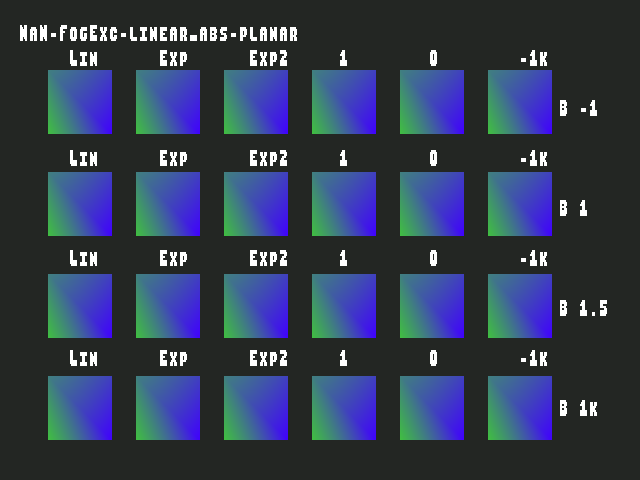 NaN-FogExc-linear_abs-planar
Lin Exp Exp2 1 0 -1k
B -1
Lin Exp Exp2 1 0 -1k
B 1
Lin Exp Exp2 1 0 -1k
B 1.5
Lin Exp Exp2 1 0 -1k
B 1k